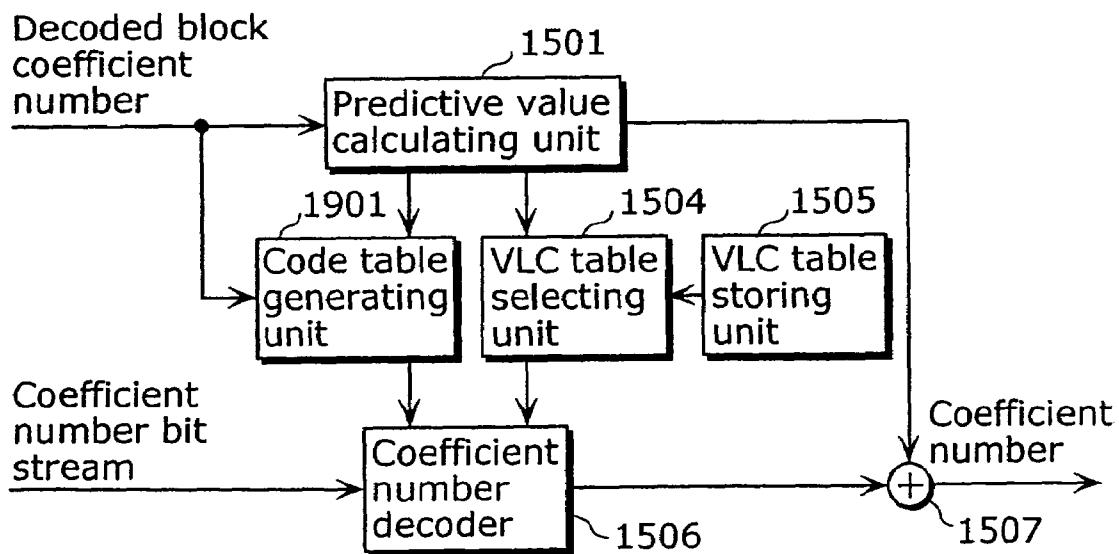 Decoded block
coefficient
number
1501
Predictive value
calculating unit
1901
Code table
generating
unit
1504
VLC table
selecting
unit
1505
VLC table
storing
unit
Coefficient
number bit
stream
Coefficient
number
decoder
1506
Coefficient
number
+
1507